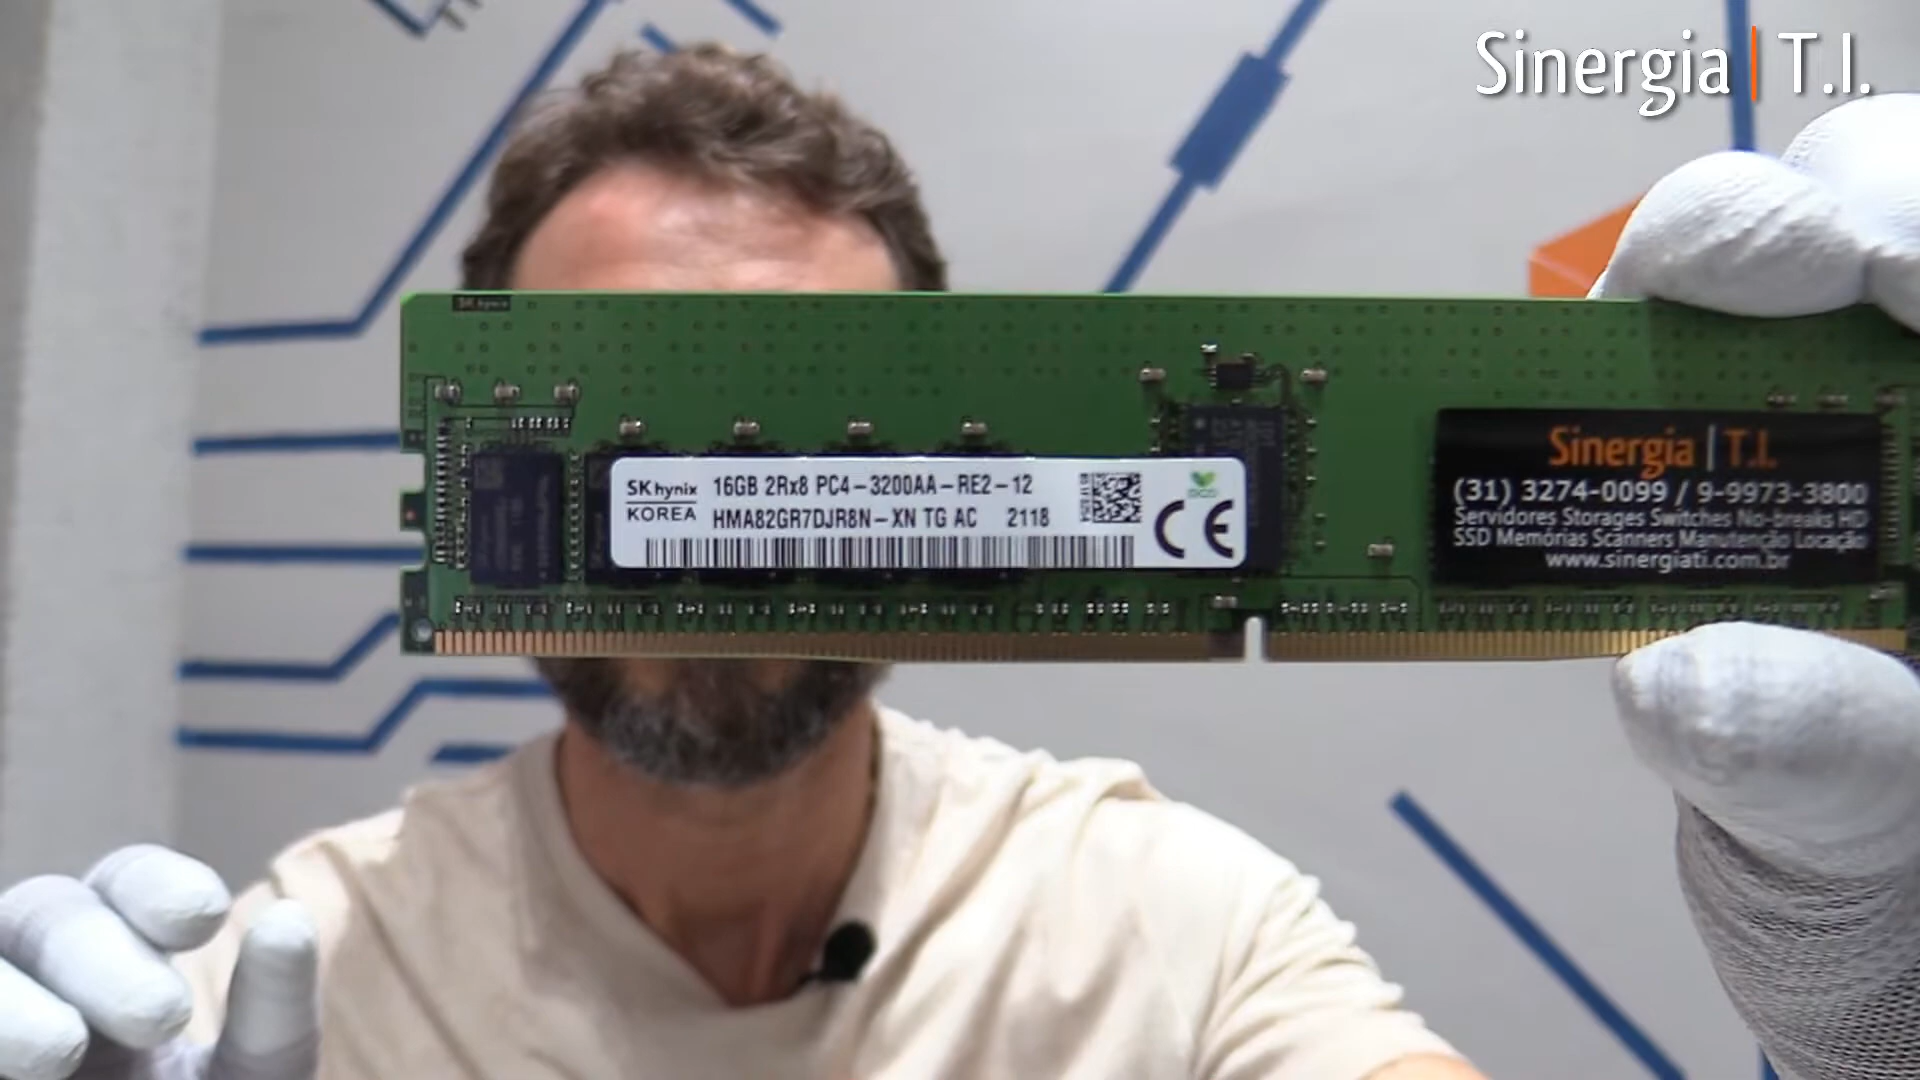 Sinergia | T.I.
SK hynix
SK hynix
KOREA
16GB 2Rx8 PC4-3200AA-RE2-12
HMA82GR7DJR8N-XN TG AC 2118
CE
Sinergia | T.I.
(31) 3274-0099 / 9-9973-3800
Servidores Storages Switches No-breaks HD
SSD Memórias Scanners Manutenção Locação
www.sinergiati.com.br